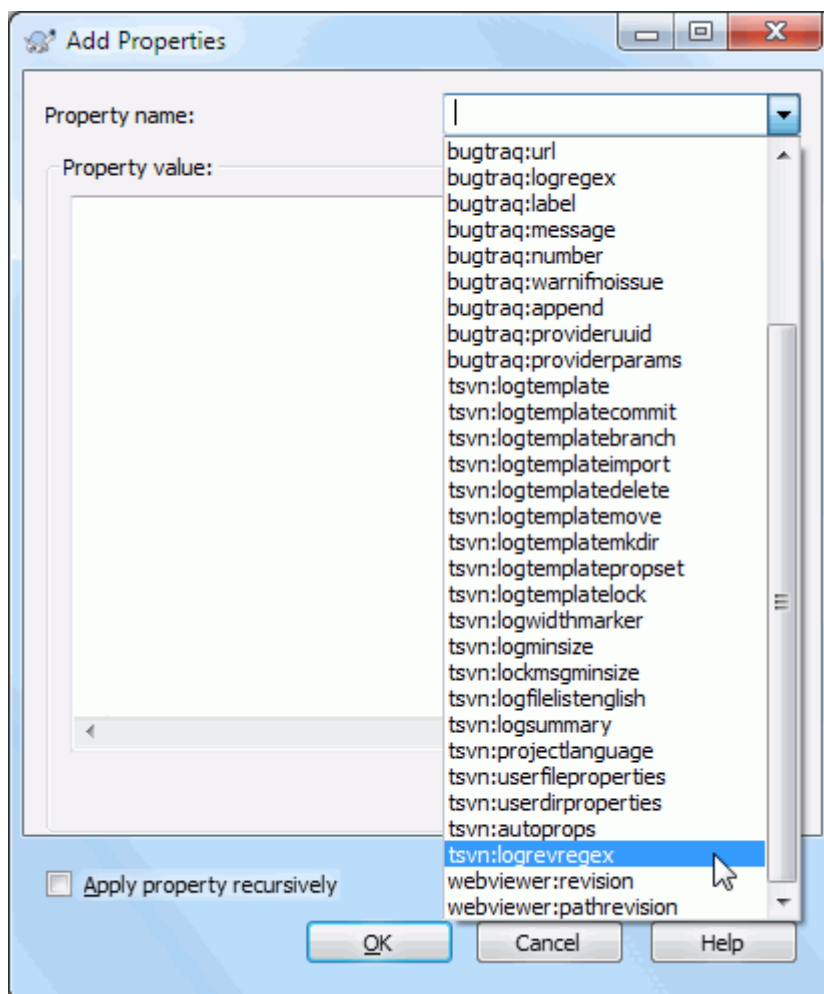 Add Properties
Property name:
Property value:
bugtraq:url
bugtraq:logregex
bugtraq:label
bugtraq:message
bugtraq:number
bugtraq:warnifnoissue
bugtraq:append
bugtraq:provideruuid
bugtraq:providerparams
tsvn:logtemplate
tsvn:logtemplatecommit
tsvn:logtemplatebranch
tsvn:logtemplateimport
tsvn:logtemplatedelete
tsvn:logtemplatemove
tsvn:logtemplatemkdir
tsvn:logtemplatepropset
tsvn:logtemplatelock
tsvn:logwidthmarker
tsvn:logminsize
tsvn:lockmsgminsize
tsvn:logfilelistenglish
tsvn:logsummary
tsvn:projectlanguage
tsvn:userfileproperties
tsvn:userdirproperties
tsvn:autoprops
tsvn:logrevregex
webviewer:revision
webviewer:pathrevision
Apply property recursively
OK Cancel Help